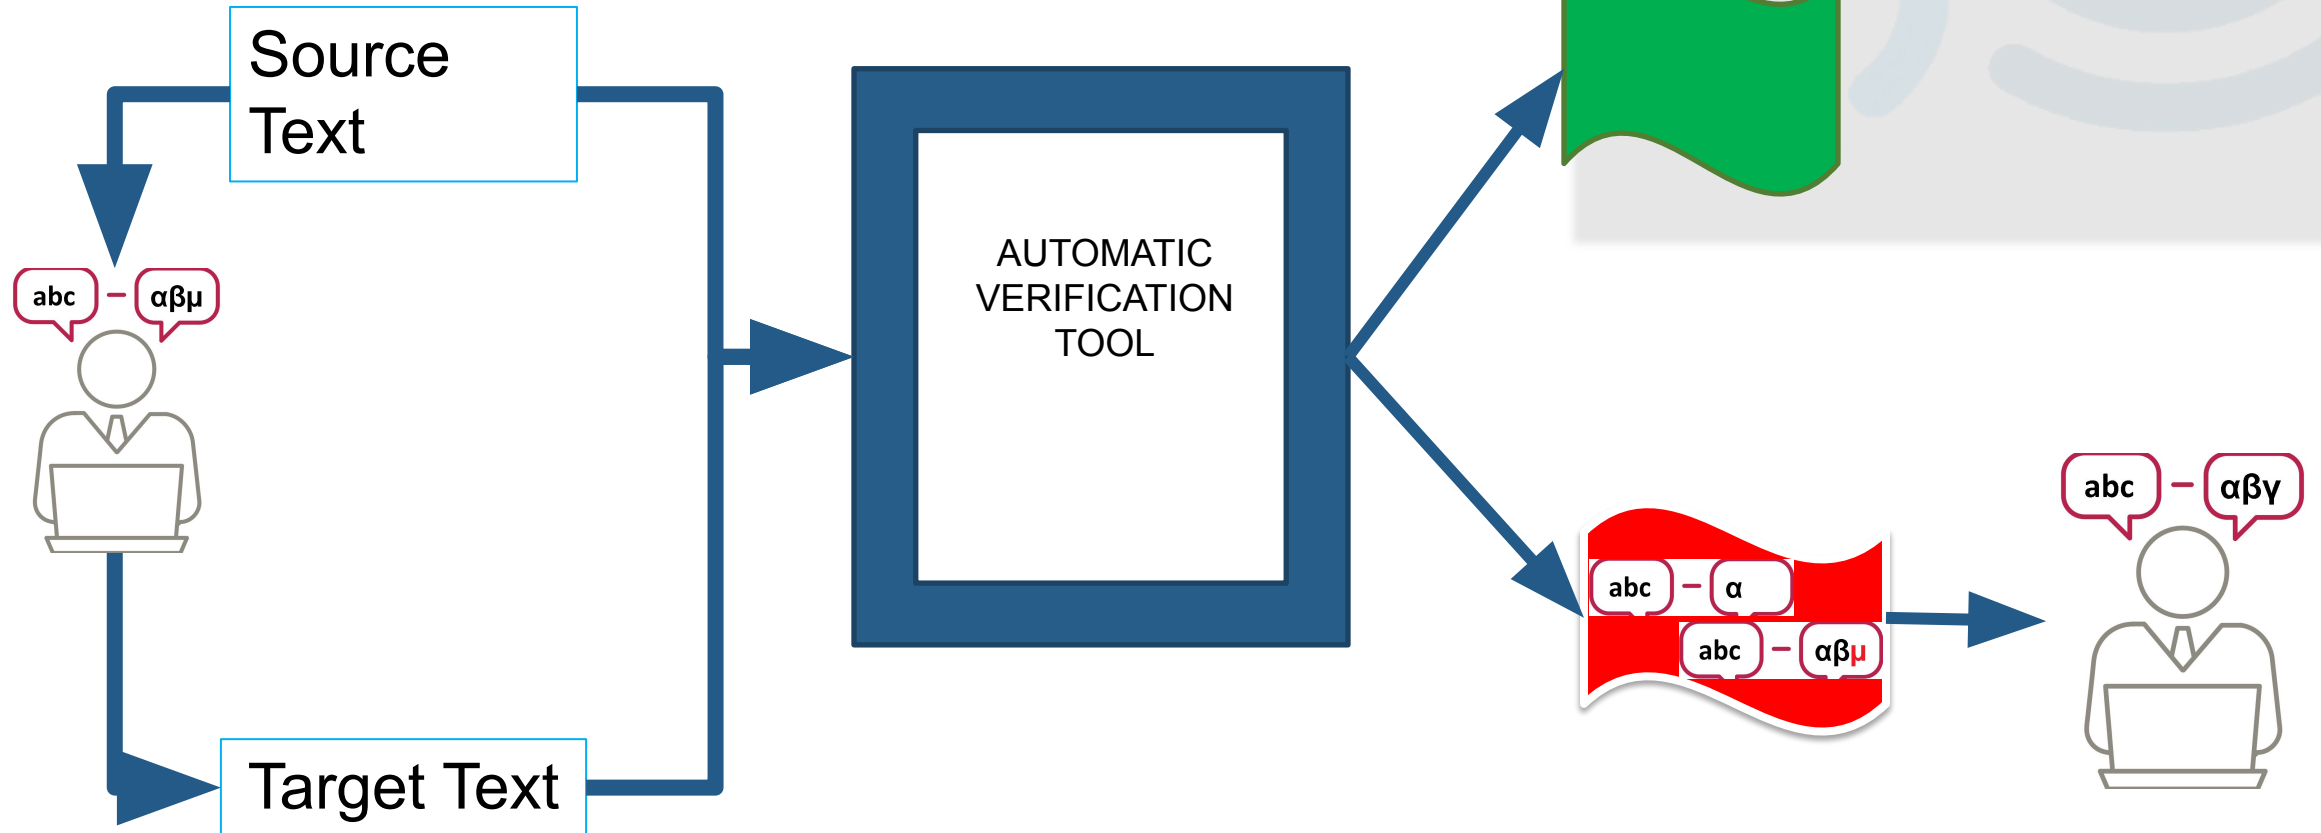 Source
Text
abc – αβμ
AUTOMATIC
VERIFICATION
TOOL
abc – αβγ
abc – α
abc – αβμ
Target Text